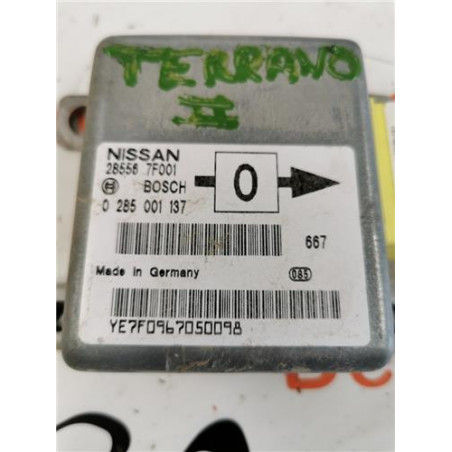 TERRANO
II
NISSAN
28556 7F001
BOSCH
0
0 285 001 137
667
Made in Germany
085
YE7F0967050098